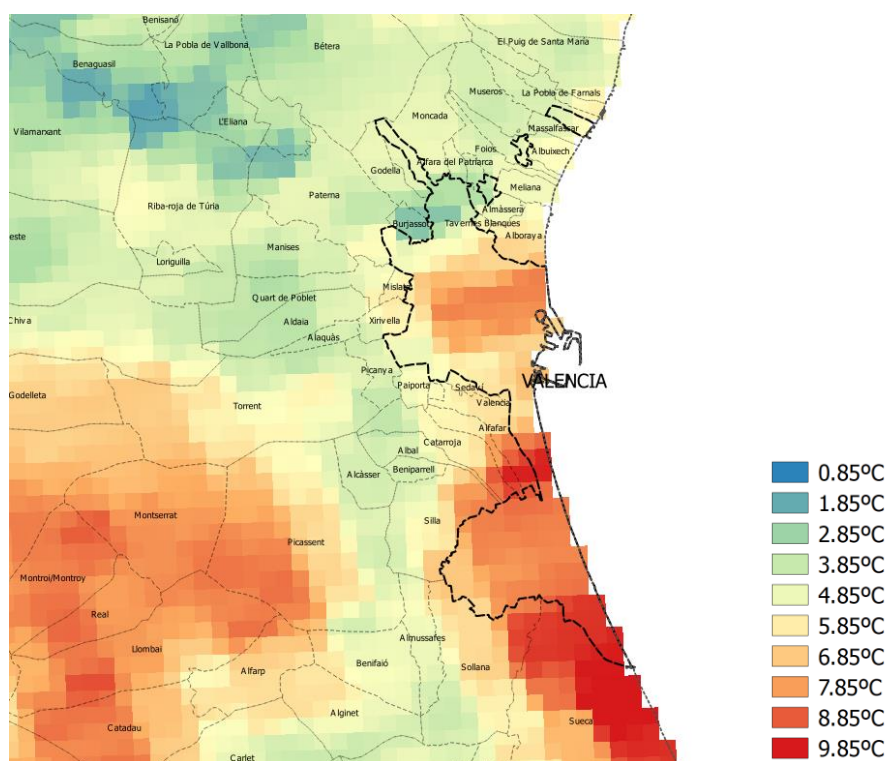 Benisanó
La Pobla de Vallbona
Bétera
El Puig de Santa Maria
Benaguasil
Museros
La Pobla de Farnals
L'Eliana
Moncada
Massalfassar
Vilamarxant
Foios
Albuixech
Alfara del Patriarca
Godella
Meliana
Paterna
Riba-roja de Túria
Almàssera
Burjassot
Tavernes Blanques
este
Alboraya
Manises
Loriguilla
Mislata
Quart de Poblet
Chiva
Aldaia
Xirivella
Alaquàs
Picanya
VALENCIA
Paiporta
Sedaví
Godelleta
Torrent
Valencia
Alfafar
Catarroja
Albal
Alcàsser
Beniparrell
Montserrat
Silla
Picassent
Montroi/Montroy
Real
Almussafes
Llombai
Benifaió
Sollana
Alfarp
Alginet
Sueca
Catadau
Carlet
0.85ºC
1.85ºC
2.85ºC
3.85ºC
4.85ºC
5.85ºC
6.85ºC
7.85ºC
8.85ºC
9.85ºC